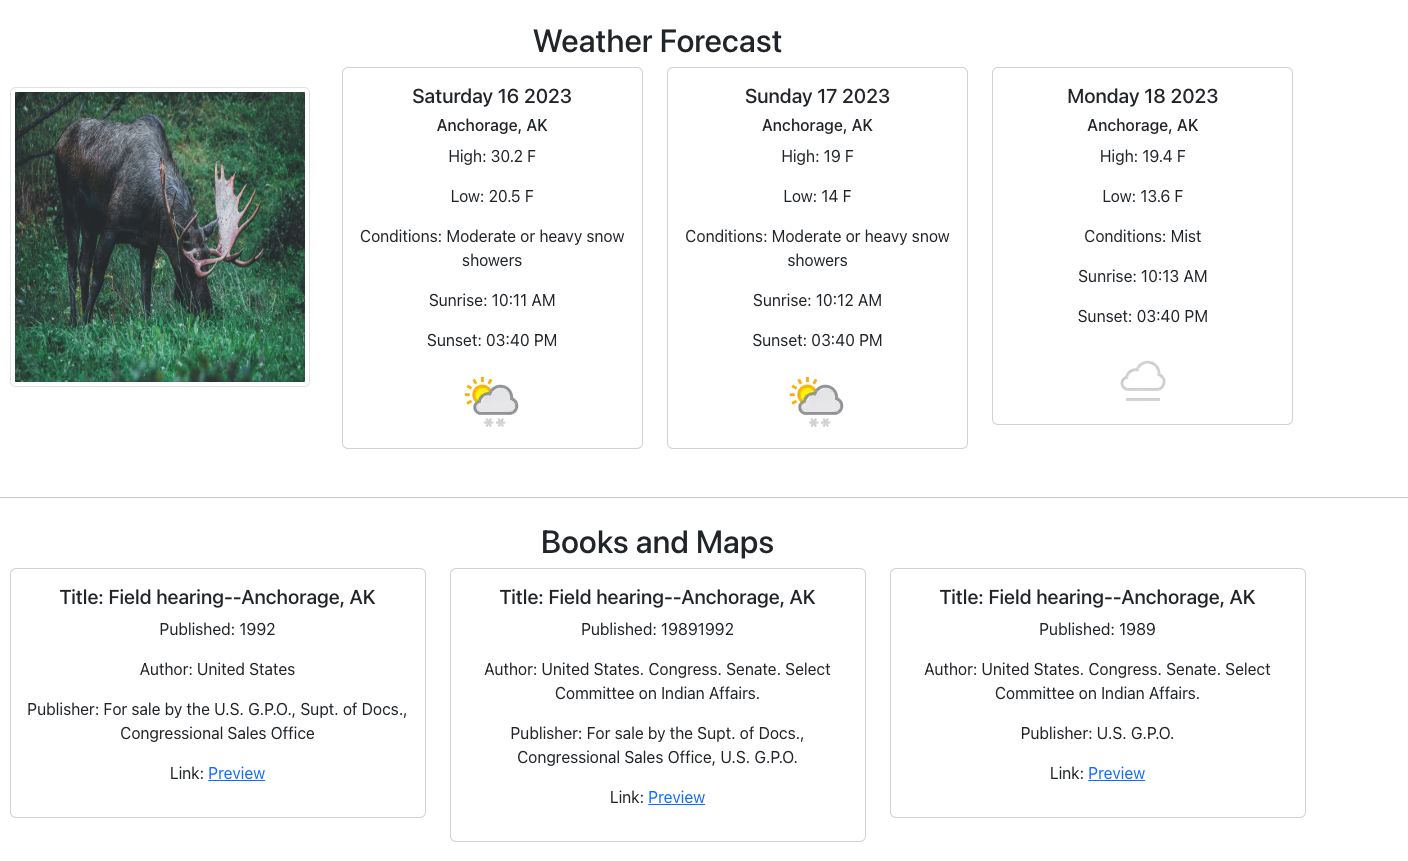 Weather Forecast
Saturday 16 2023
Anchorage, AK
High: 30.2 F
Low: 20.5 F
Conditions: Moderate or heavy snow
showers
Sunrise: 10:11 AM
Sunset: 03:40 PM
Sunday 17 2023
Anchorage, AK
High: 19 F
Low: 14 F
Conditions: Moderate or heavy snow
showers
Sunrise: 10:12 AM
Sunset: 03:40 PM
Monday 18 2023
Anchorage, AK
High: 19.4 F
Low: 13.6 F
Conditions: Mist
Sunrise: 10:13 AM
Sunset: 03:40 PM
Books and Maps
Title: Field hearing--Anchorage, AK
Published: 1992
Author: United States
Publisher: For sale by the U.S. G.P.O., Supt. of Docs.,
Congressional Sales Office
Link: Preview
Title: Field hearing--Anchorage, AK
Published: 19891992
Author: United States. Congress. Senate. Select
Committee on Indian Affairs.
Publisher: For sale by the Supt. of Docs.,
Congressional Sales Office, U.S. G.P.O.
Link: Preview
Title: Field hearing--Anchorage, AK
Published: 1989
Author: United States. Congress. Senate. Select
Committee on Indian Affairs.
Publisher: U.S. G.P.O.
Link: Preview